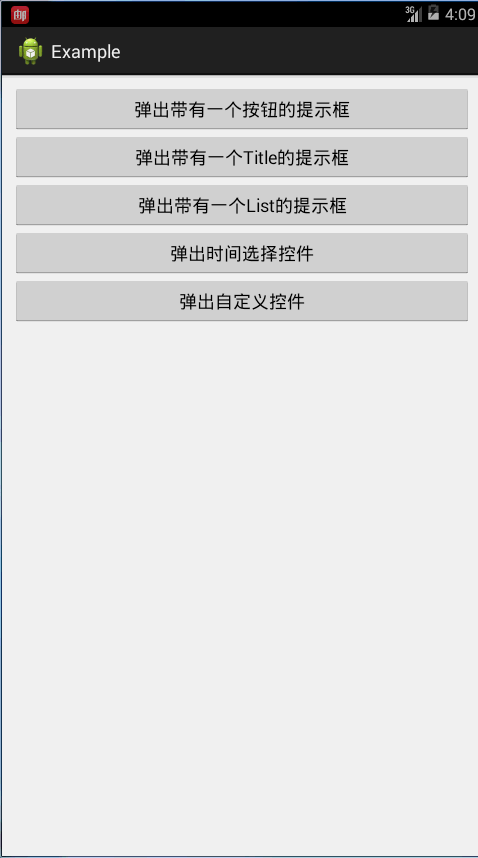 邮
3G
4:09
Example
弹出带有一个按钮的提示框
弹出带有一个Title的提示框
弹出带有一个List的提示框
弹出时间选择控件
弹出自定义控件